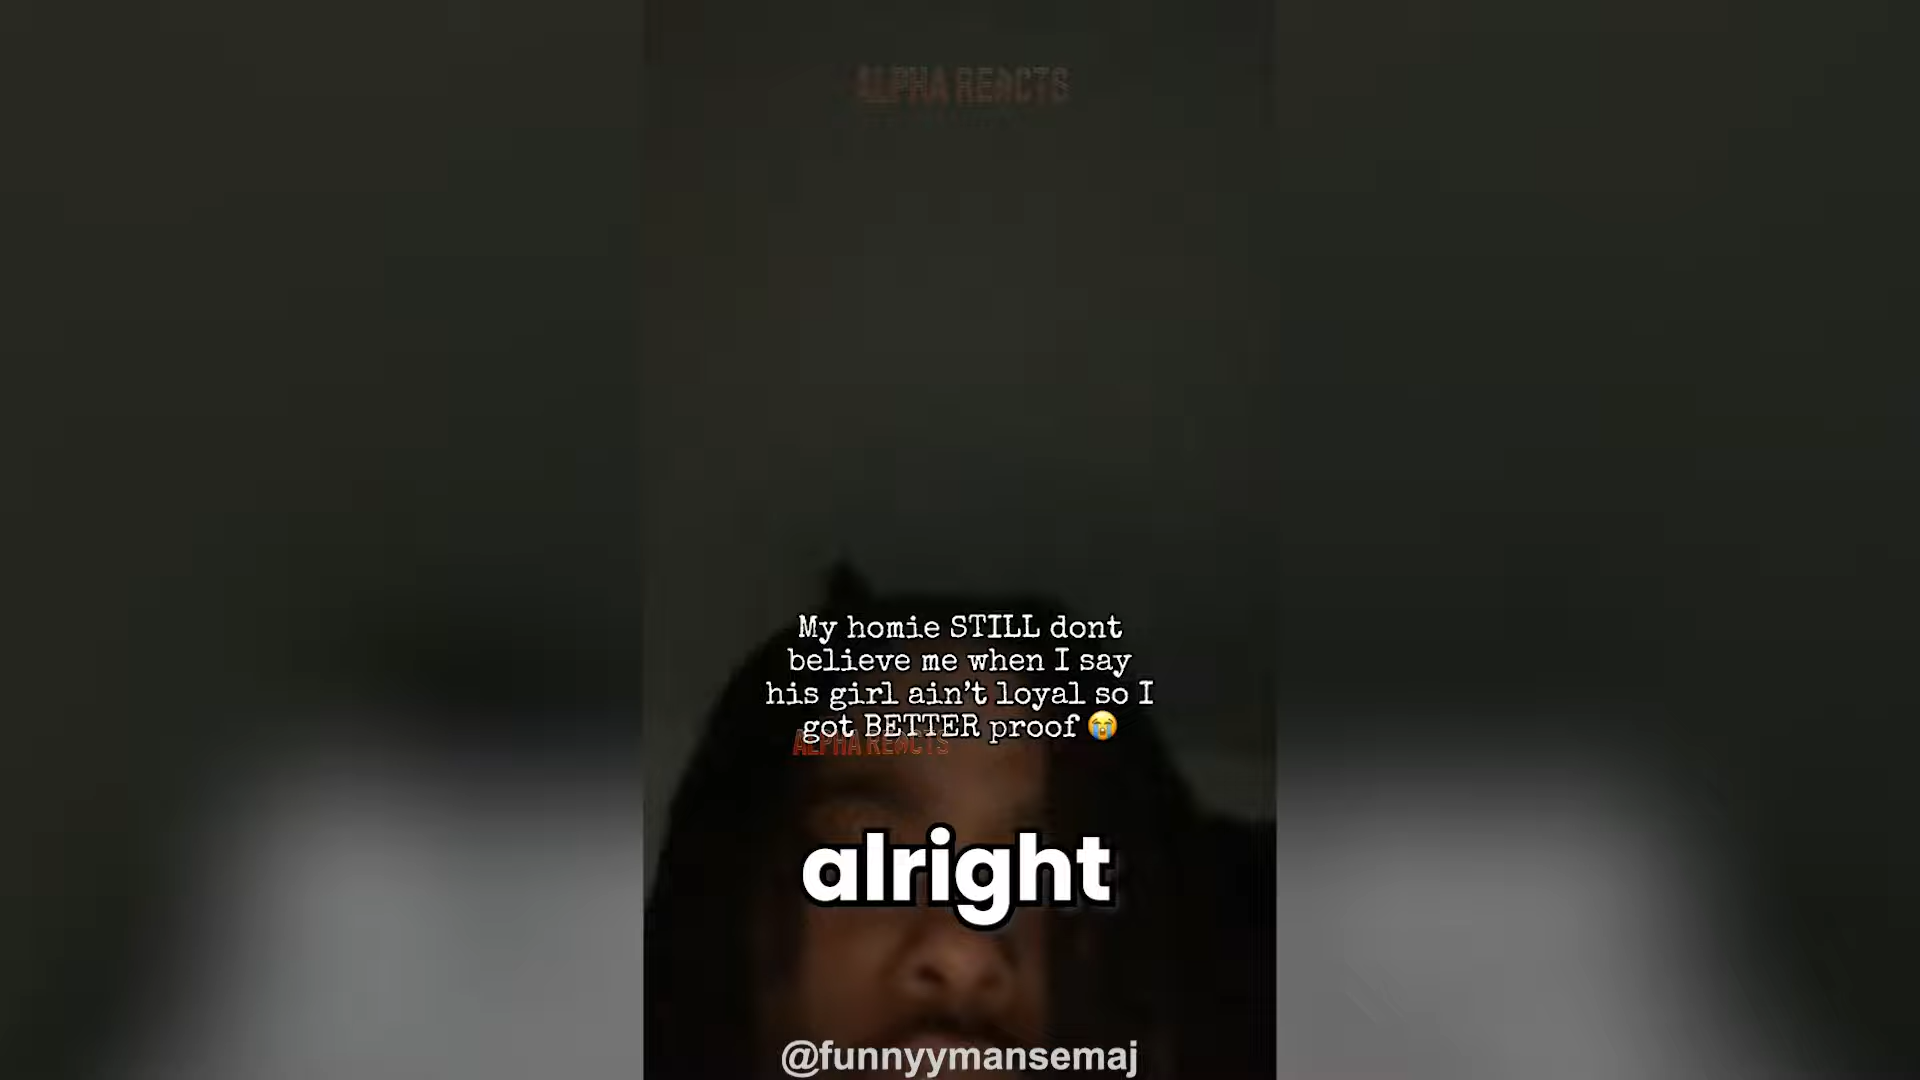 ALPHA REACTS
My homie STILL dont
believe me when I say
his girl ain't loyal so I
got BETTER proof 😭
ALPHA REACTS
alright
@funnyymansemaj